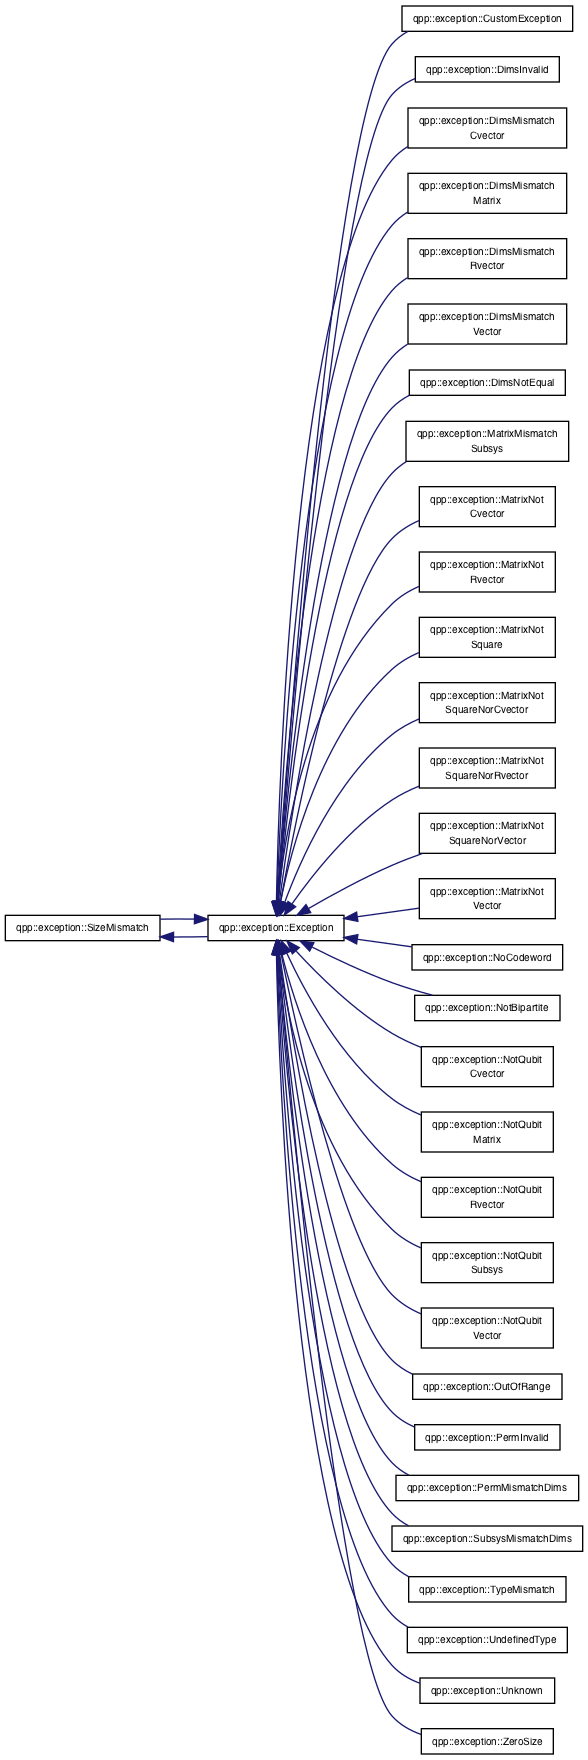 qpp::exception::CustomException
qpp::exception::DimsInvalid
qpp::exception::DimsMismatch
Cvector
qpp::exception::DimsMismatch
Matrix
qpp::exception::DimsMismatch
Rvector
qpp::exception::DimsMismatch
Vector
qpp::exception::DimsNotEqual
qpp::exception::MatrixMismatch
Subsys
qpp::exception::MatrixNot
Cvector
qpp::exception::MatrixNot
Rvector
qpp::exception::MatrixNot
Square
qpp::exception::MatrixNot
SquareNorCvector
qpp::exception::MatrixNot
SquareNorRvector
qpp::exception::MatrixNot
SquareNorVector
qpp::exception::MatrixNot
Vector
qpp::exception::SizeMismatch
qpp::exception::Exception
qpp::exception::NoCodeword
qpp::exception::NotBipartite
qpp::exception::NotQubit
Cvector
qpp::exception::NotQubit
Matrix
qpp::exception::NotQubit
Rvector
qpp::exception::NotQubit
Subsys
qpp::exception::NotQubit
Vector
qpp::exception::OutOfRange
qpp::exception::PermInvalid
qpp::exception::PermMismatchDims
qpp::exception::SubsysMismatchDims
qpp::exception::TypeMismatch
qpp::exception::UndefinedType
qpp::exception::Unknown
qpp::exception::ZeroSize